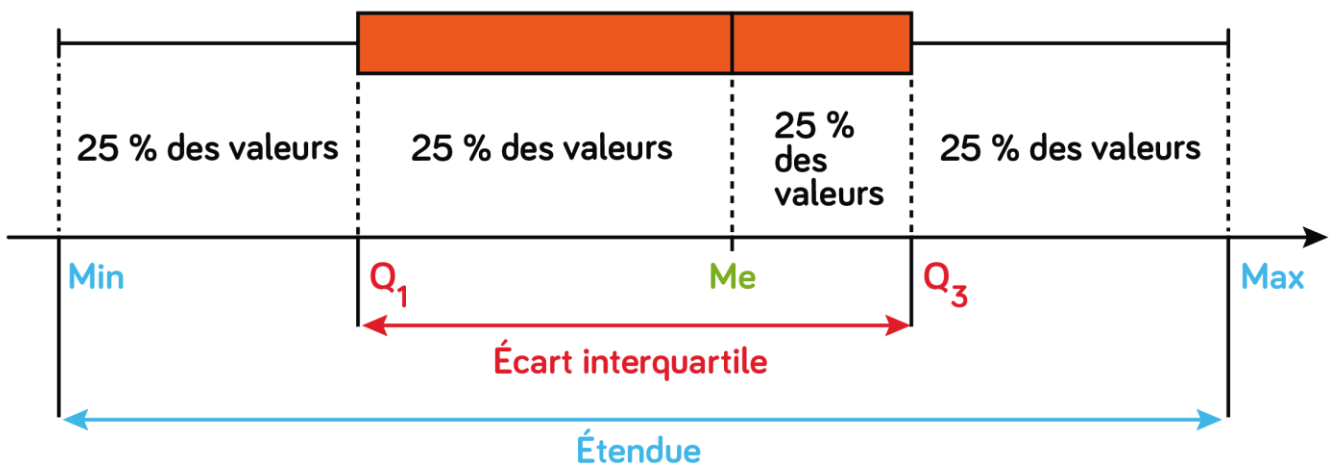 25 % des valeurs
25 % des valeurs
25 %
des
valeurs
25 % des valeurs
Min
Q₁
Me
Q₃
Max
Écart interquartile
Étendue